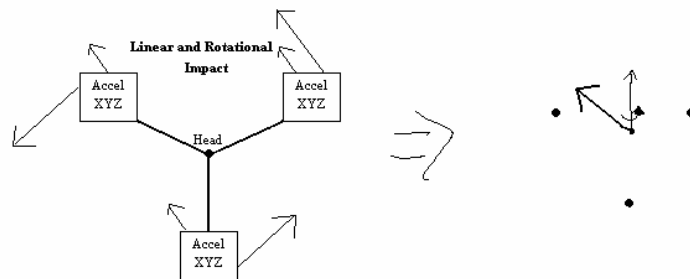 Linear and Rotational
Impact
Accel
XYZ
Accel
XYZ
Head
Accel
XYZ